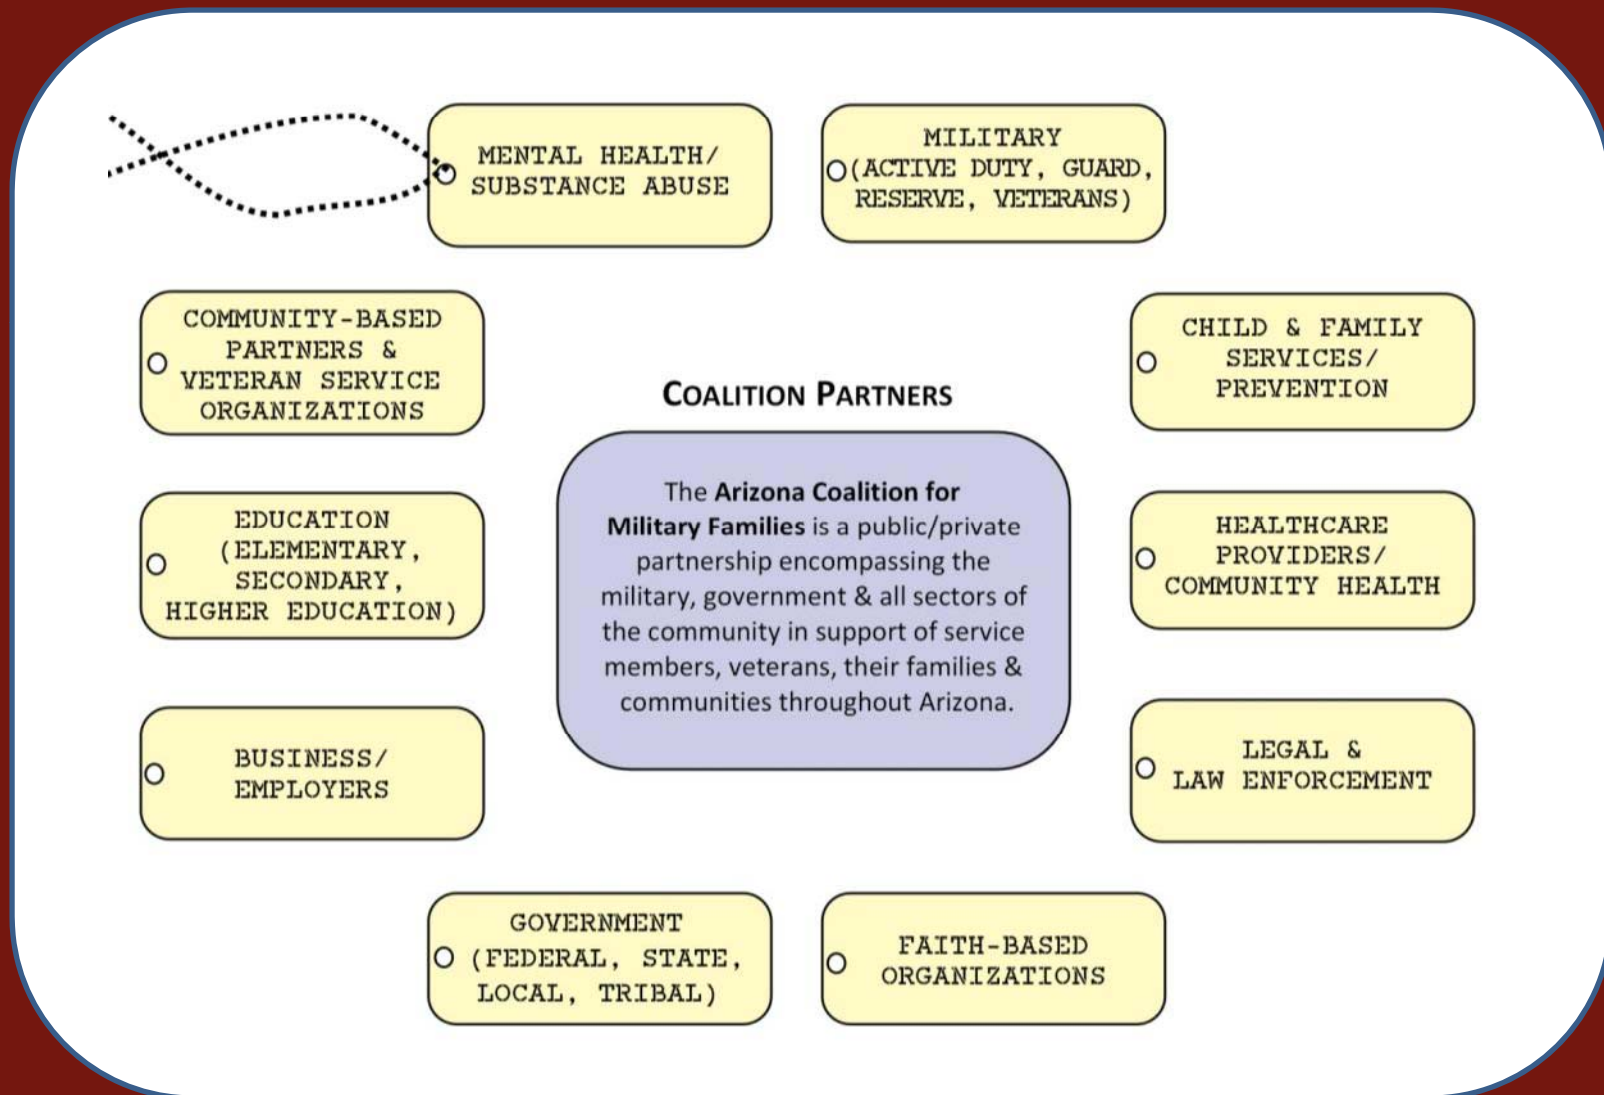 MENTAL HEALTH/
SUBSTANCE ABUSE
MILITARY
(ACTIVE DUTY, GUARD,
RESERVE, VETERANS)
COMMUNITY-BASED
PARTNERS &
VETERAN SERVICE
ORGANIZATIONS
CHILD & FAMILY
SERVICES/
PREVENTION
COALITION PARTNERS
The Arizona Coalition for
Military Families is a public/private
partnership encompassing the
military, government & all sectors of
the community in support of service
members, veterans, their families &
communities throughout Arizona.
EDUCATION
(ELEMENTARY,
SECONDARY,
HIGHER EDUCATION)
HEALTHCARE
PROVIDERS/
COMMUNITY HEALTH
BUSINESS/
EMPLOYERS
LEGAL &
LAW ENFORCEMENT
GOVERNMENT
(FEDERAL, STATE,
LOCAL, TRIBAL)
FAITH-BASED
ORGANIZATIONS